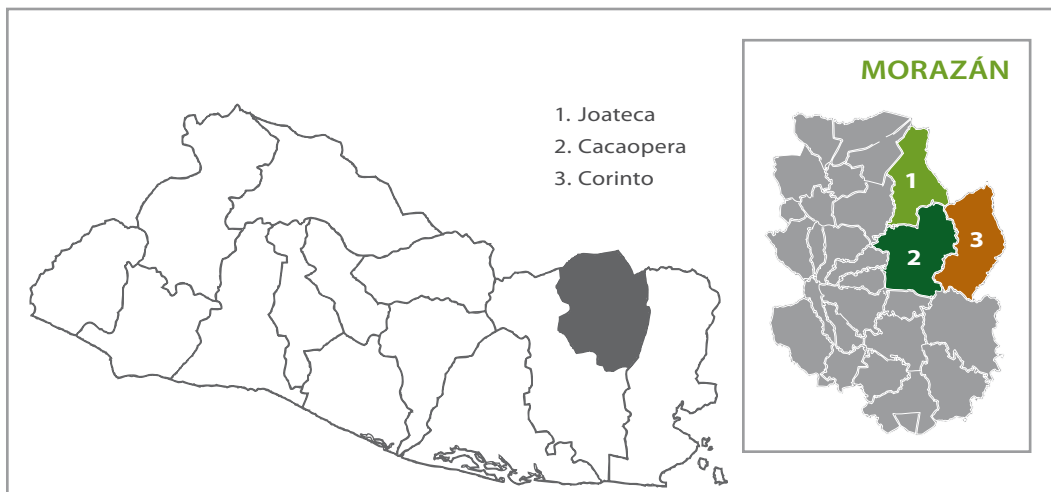 MORAZÁN
1. Joateca
2. Cacaopera
3. Corinto
1
2
3